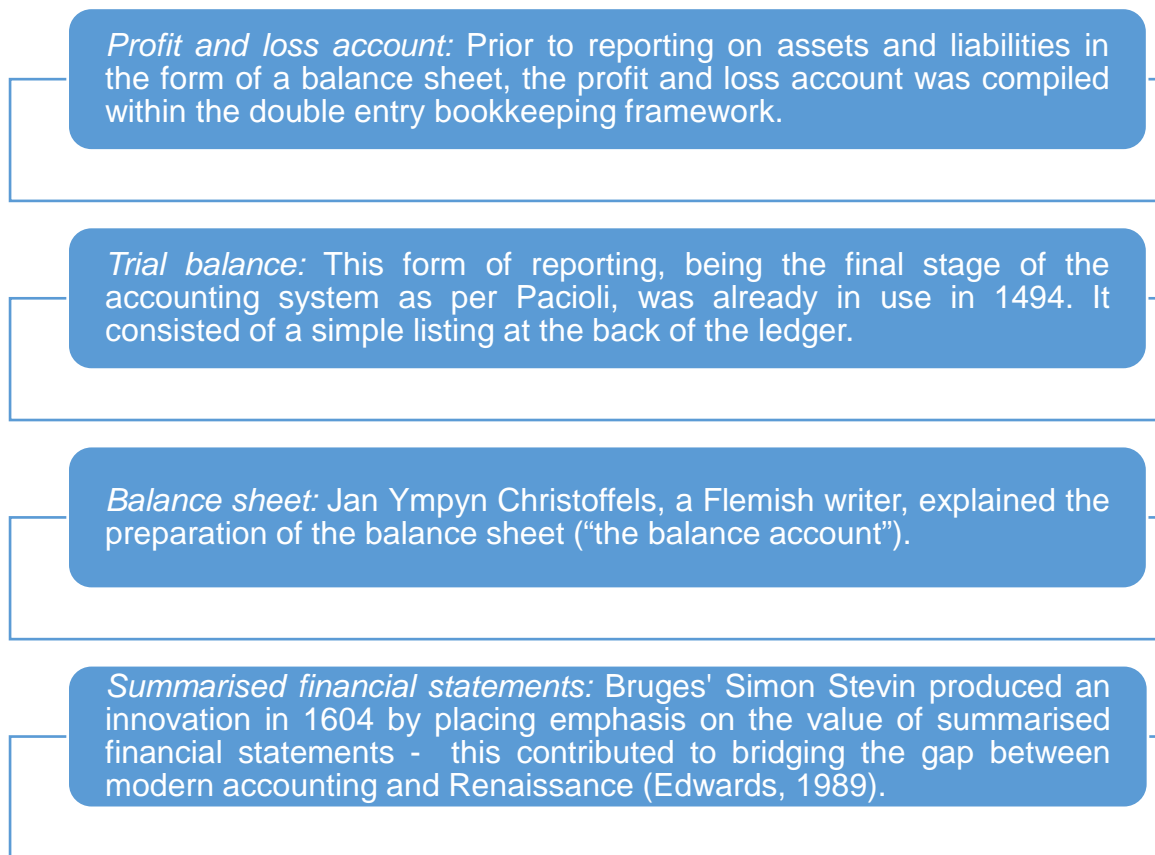 Profit and loss account: Prior to reporting on assets and liabilities in
the form of a balance sheet, the profit and loss account was compiled
within the double entry bookkeeping framework.
Trial balance: This form of reporting, being the final stage of the
accounting system as per Pacioli, was already in use in 1494. It
consisted of a simple listing at the back of the ledger.
Balance sheet: Jan Ympyn Christoffels, a Flemish writer, explained the
preparation of the balance sheet (“the balance account”).
Summarised financial statements: Bruges' Simon Stevin produced an
innovation in 1604 by placing emphasis on the value of summarised
financial statements - this contributed to bridging the gap between
modern accounting and Renaissance (Edwards, 1989).